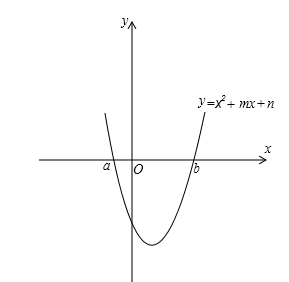 y
y=x²+mx+n
x
a O b